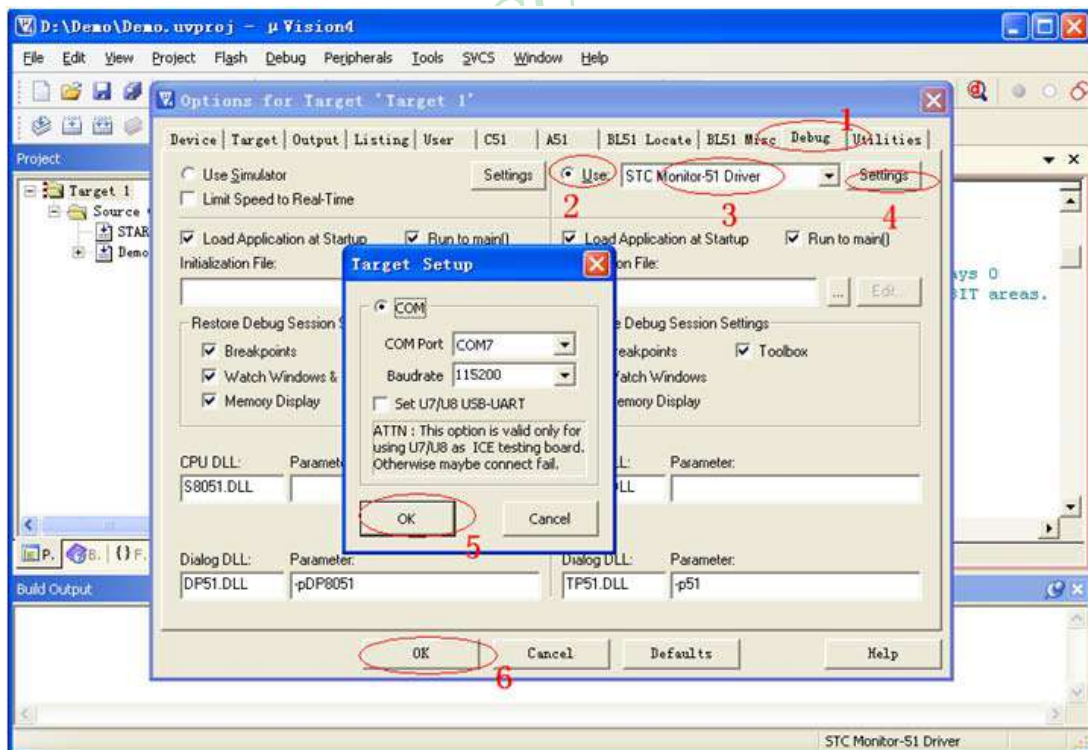 D:\Demo\Demo.uvproj - µVision4
File Edit View Project Flash Debug Peripherals Tools SVCS Window Help
Options for Target 'Target 1'
Device Target Output Listing User C51 A51 BL51 Locate BL51 Misc Debug Utilities
1
Project
Target 1
Source
STAR
Demo
Use Simulator Settings
Limit Speed to Real-Time
Use: STC Monitor-51 Driver Settings
2 3 4
Load Application at Startup Run to main()
Load Application at Startup Run to main()
Initialization File:
on File:
... Edit...
ays 0
BIT areas.
Restore Debug Session S
Breakpoints
Watch Windows &
Memory Display
e Debug Session Settings
reakpoints Toolbox
atch Windows
emory Display
Target Setup
COM
COM Port COM7
Baudrate 115200
Set U7/U8 USB-UART
ATTN : This option is valid only for
using U7/U8 as ICE testing board.
Otherwise maybe connect fail.
OK Cancel
5
CPU DLL: Paramet
S8051.DLL
LL: Parameter:
DLL
Dialog DLL: Parameter:
DP51.DLL -pDP8051
Dialog DLL: Parameter:
TP51.DLL -p51
P. B. {} F.
Build Output
OK Cancel Defaults Help
6
STC Monitor-51 Driver